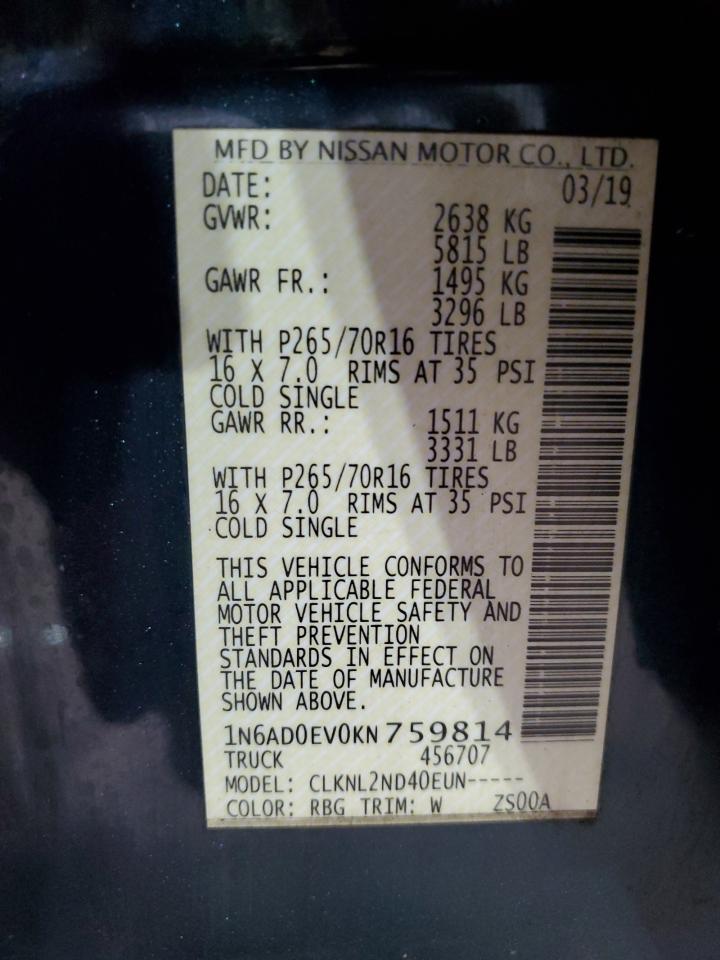 MFD BY NISSAN MOTOR CO., LTD.
DATE: 03/19
GVWR: 2638 KG
5815 LB
GAWR FR.: 1495 KG
3296 LB
WITH P265/70R16 TIRES
16 X 7.0 RIMS AT 35 PSI
COLD SINGLE
GAWR RR.: 1511 KG
3331 LB
WITH P265/70R16 TIRES
16 X 7.0 RIMS AT 35 PSI
COLD SINGLE
THIS VEHICLE CONFORMS TO
ALL APPLICABLE FEDERAL
MOTOR VEHICLE SAFETY AND
THEFT PREVENTION
STANDARDS IN EFFECT ON
THE DATE OF MANUFACTURE
SHOWN ABOVE.
1N6AD0EV0KN 759814
TRUCK 456707
MODEL: CLKNL2ND40EUN-----
COLOR: RBG TRIM: W ZS00A